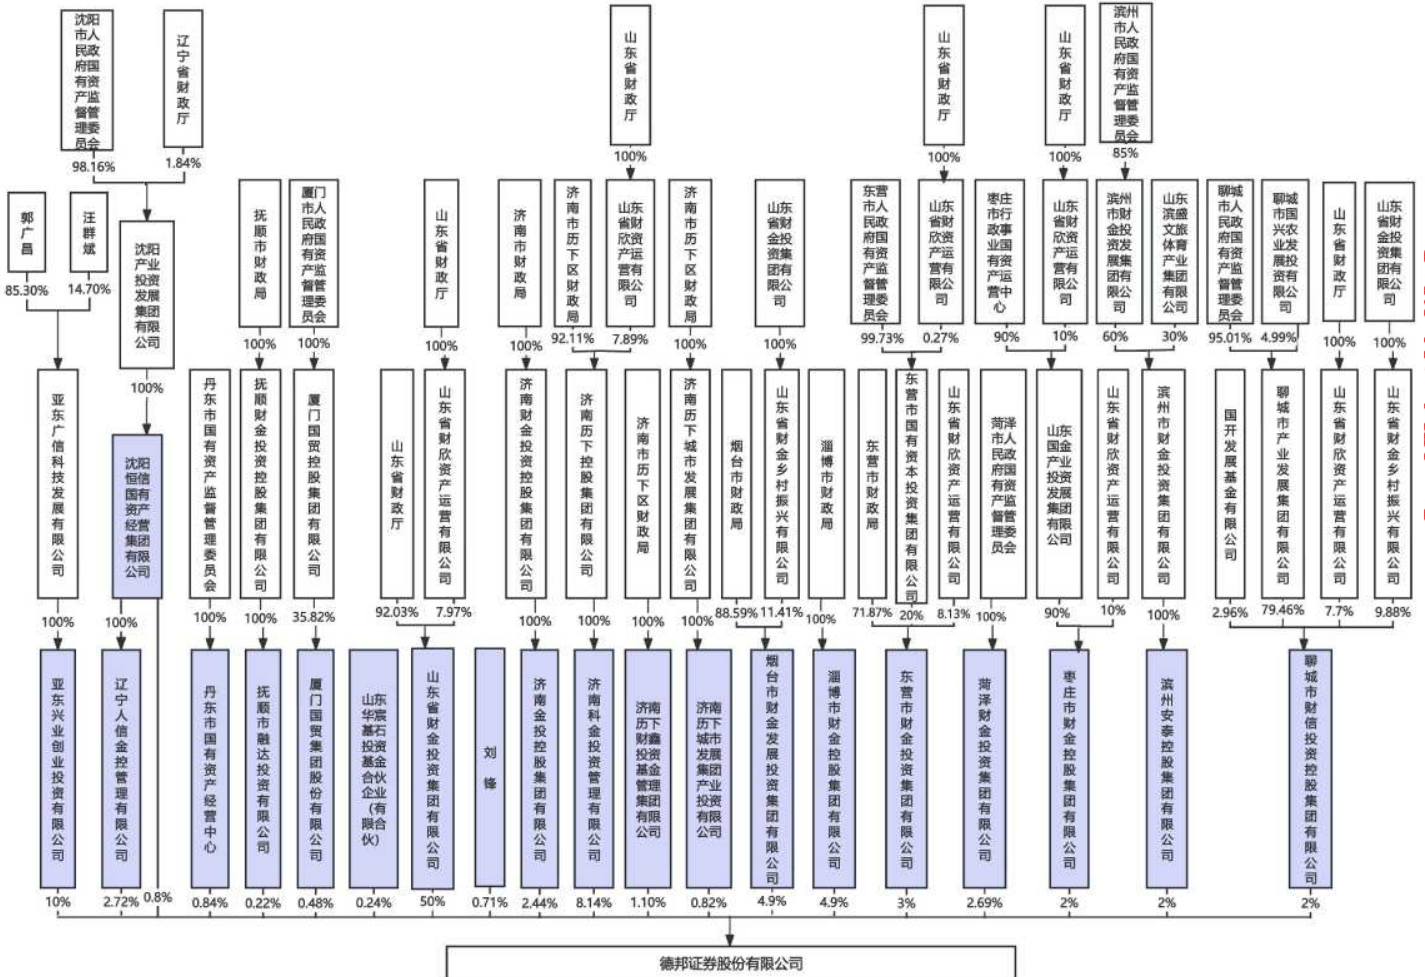 沈阳市人民政府国有资产监督管理委员会
辽宁省财政厅
山东省财政厅
山东省财政厅
山东省财政厅
滨州市人民政府国有资产监督管理委员会
98.16%
1.84%
100%
100%
100%
85%
郭广昌
汪群斌
沈阳产业投资发展集团有限公司
抚顺市财政局
厦门市人民政府国有资产监督管理委员会
山东省财政厅
济南市财政局
济南市历下区财政局
山东省财欣资产运营有限公司
济南市历下区财政局
山东省财金投资集团有限公司
东营市人民政府国有资产监督管理委员会
山东省财欣资产运营有限公司
枣庄市行政事业国有资产运营中心
山东省财欣资产运营有限公司
滨州市财金投资发展集团有限公司
山东滨盛文旅体育产业集团有限公司
聊城市人民政府国有资产监督管理委员会
聊城市国兴农业发展投资有限公司
山东省财政厅
山东省财金投资集团有限公司
85.30%
14.70%
100%
100%
100%
100%
100%
92.11%
7.89%
100%
100%
99.73%
0.27%
90%
10%
60%
30%
95.01%
4.99%
100%
100%
亚东广信科技发展有限公司
沈阳恒信国有资产经营集团有限公司
丹东市国有资产监督管理委员会
抚顺财金投资控股集团有限公司
厦门国贸控股集团有限公司
山东省财政厅
山东省财欣资产运营有限公司
济南财金投资控股集团有限公司
济南历下控股集团有限公司
济南市历下区财政局
济南历下城市发展集团有限公司
烟台市财政局
山东省财金乡村振兴有限公司
淄博市财政局
东营市财政局
东营市国有资本投资集团有限公司
山东省财欣资产运营有限公司
菏泽市人民政府国有资产监督管理委员会
山东国金产业投资发展集团有限公司
山东省财欣资产运营有限公司
滨州市财金投资集团有限公司
国开发展基金有限公司
聊城市产业发展集团有限公司
山东省财欣资产运营有限公司
山东省财金乡村振兴有限公司
100%
100%
100%
100%
35.82%
92.03%
7.97%
100%
100%
100%
100%
88.59%
11.41%
100%
71.87%
20%
8.13%
100%
90%
10%
100%
2.96%
79.46%
7.7%
9.88%
亚东兴业创业投资有限公司
辽宁人信金控管理有限公司
丹东市国有资产经营中心
抚顺市融达投资有限公司
厦门国贸集团股份有限公司
山东华宸基石投资基金合伙企业（有限合伙）
山东省财金投资集团有限公司
刘锋
济南金投控股集团有限公司
济南科金投资管理有限公司
济南历下财鑫投资基金管理集团有限公司
济南历下城市发展集团产业投资有限公司
烟台市财金发展投资集团有限公司
淄博市财金控股集团有限公司
东营市财金投资集团有限公司
菏泽财金投资集团有限公司
枣庄市财金控股集团有限公司
滨州安泰控股集团有限公司
聊城市财信投资控股集团有限公司
10%
2.72%
0.8%
0.84%
0.22%
0.48%
0.24%
50%
0.71%
2.44%
8.14%
1.10%
0.82%
4.9%
4.9%
3%
2.69%
2%
2%
2%
德邦证券股份有限公司